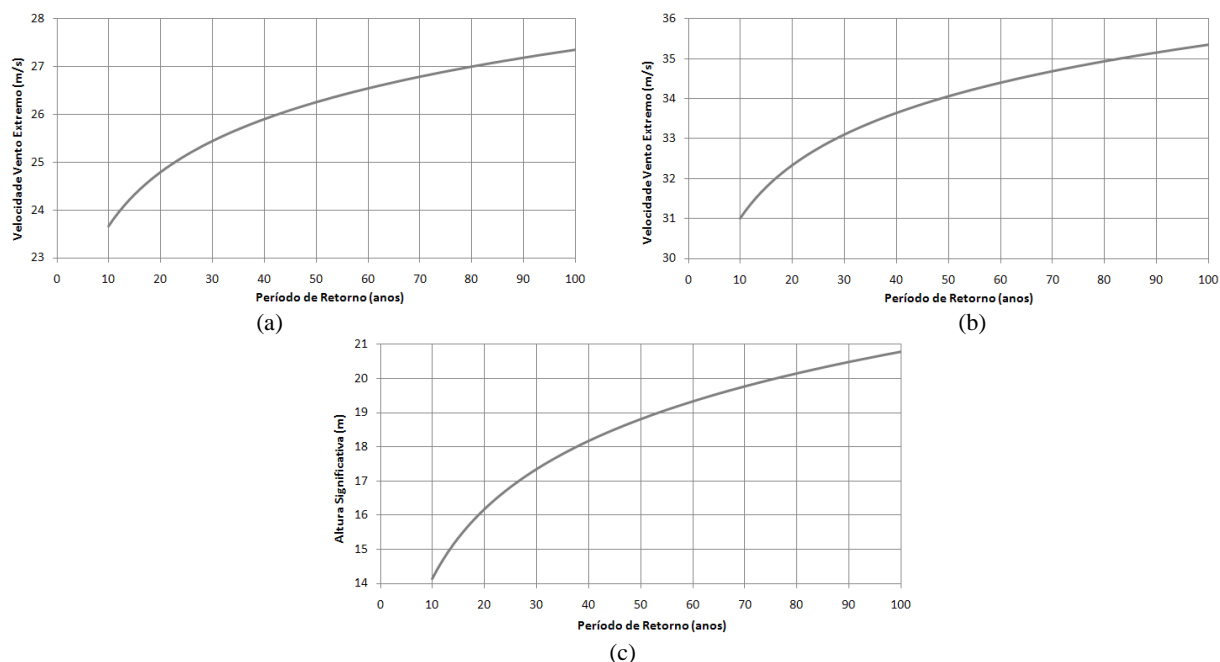 28
27
26
25
24
23
0 10 20 30 40 50 60 70 80 90 100
Velocidade Vento Extremo (m/s)
Período de Retorno (anos)
(a)
36
35
34
33
32
31
30
0 10 20 30 40 50 60 70 80 90 100
Velocidade Vento Extremo (m/s)
Período de Retorno (anos)
(b)
21
20
19
18
17
16
15
14
0 10 20 30 40 50 60 70 80 90 100
Altura Significativa (m)
Período de Retorno (anos)
(c)